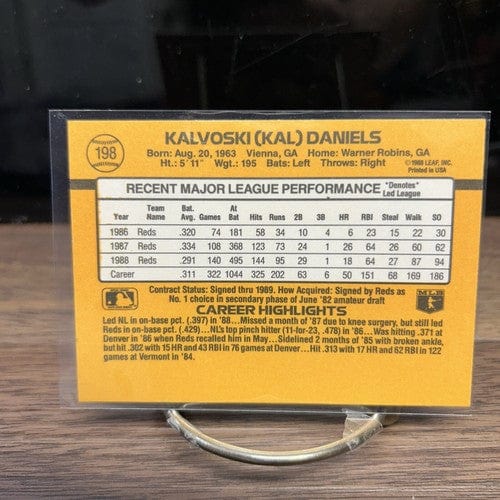 198
KALVOSKI (KAL) DANIELS
Born: Aug. 20, 1963 Vienna, GA Home: Warner Robins, GA
Ht.: 5' 11" Wgt.: 195 Bats: Left Throws: Right
©1988 LEAF, INC.
Printed in USA
RECENT MAJOR LEAGUE PERFORMANCE *Denotes* Led League
Year Team Name Bat. Avg. Games At Bat Hits Runs 2B 3B HR RBI Steal Walk SO
1986 Reds .320 74 181 58 34 10 4 6 23 15 22 30
1987 Reds .334 108 368 123 73 24 1 26 64 26 60 62
1988 Reds .291 140 495 144 95 29 1 18 64 27 87 94
Career .311 322 1044 325 202 63 6 50 151 68 169 186
Contract Status: Signed thru 1989. How Acquired: Signed by Reds as
No. 1 choice in secondary phase of June '82 amateur draft
MLB
CAREER HIGHLIGHTS
Led NL in on-base pct. (.397) in '88...Missed a month of '87 due to knee surgery, but still led
Reds in on-base pct. (.429)...NL's top pinch hitter (11-for-23, .478) in '86...Was hitting .371 at
Denver in '86 when Reds recalled him in May...Sidelined 2 months of '85 with broken ankle,
but hit .302 with 15 HR and 43 RBI in 76 games at Denver...Hit .313 with 17 HR and 62 RBI in 122
games at Vermont in '84.